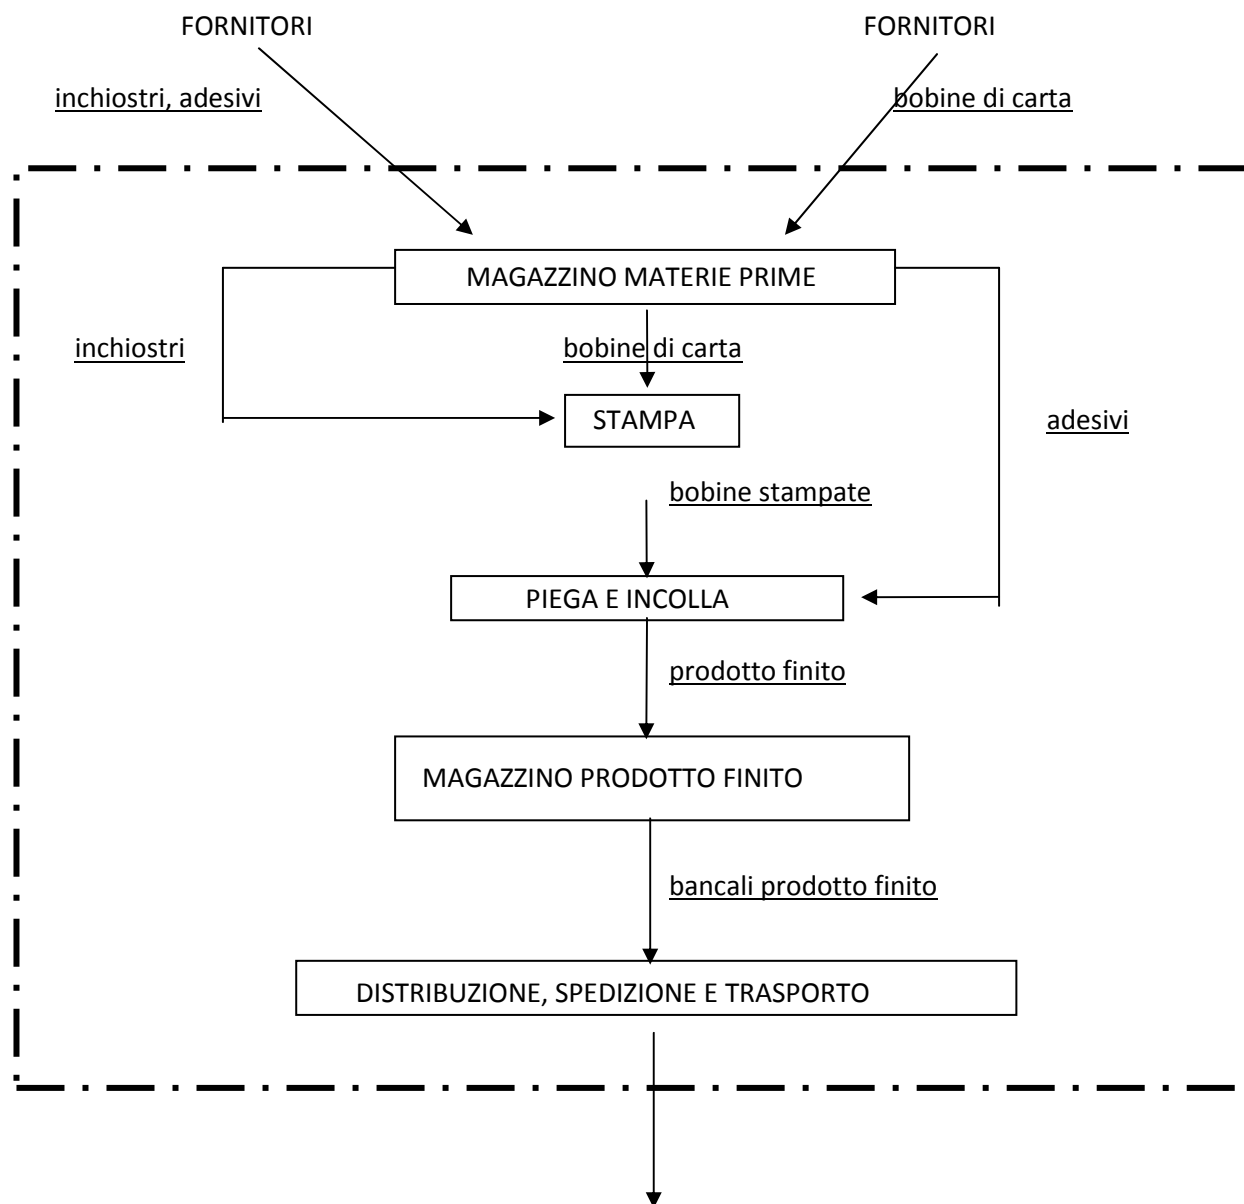 FORNITORI
FORNITORI
inchiostri, adesivi
bobine di carta
MAGAZZINO MATERIE PRIME
inchiostri
bobine di carta
STAMPA
adesivi
bobine stampate
PIEGA E INCOLLA
prodotto finito
MAGAZZINO PRODOTTO FINITO
bancali prodotto finito
DISTRIBUZIONE, SPEDIZIONE E TRASPORTO